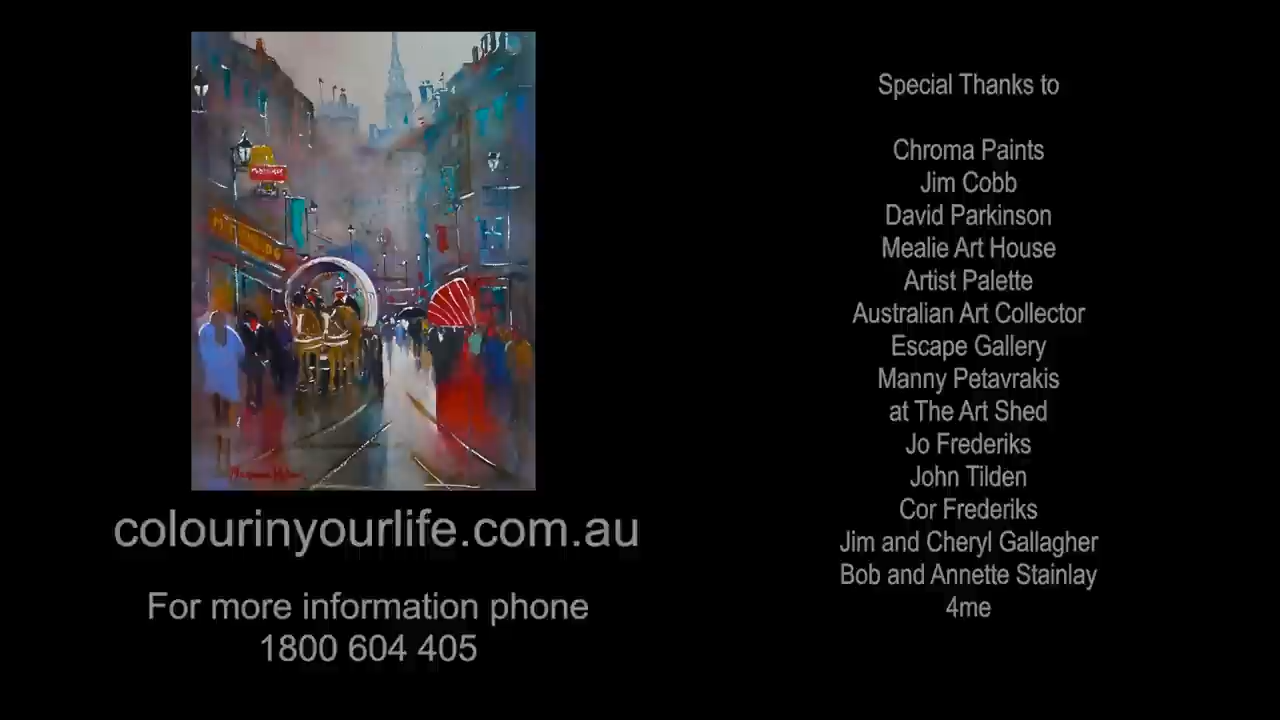 colourinyourlife.com.au
For more information phone
1800 604 405
Special Thanks to
Chroma Paints
Jim Cobb
David Parkinson
Mealie Art House
Artist Palette
Australian Art Collector
Escape Gallery
Manny Petavrakis
at The Art Shed
Jo Frederiks
John Tilden
Cor Frederiks
Jim and Cheryl Gallagher
Bob and Annette Stainlay
4me